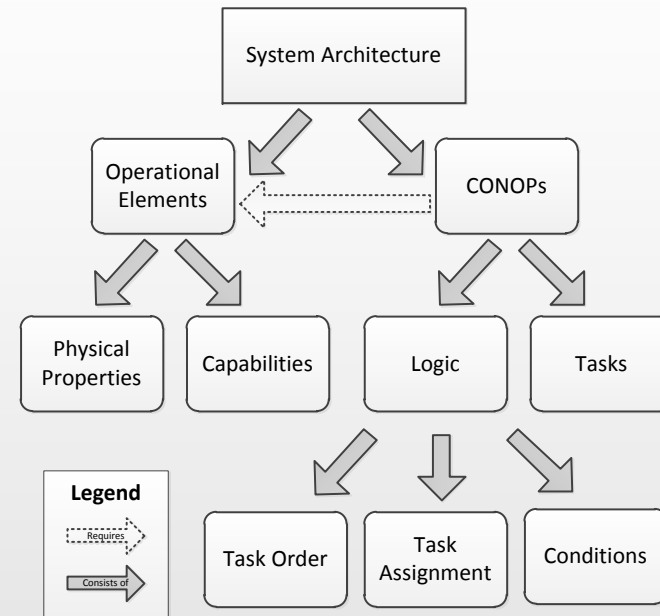 System Architecture
Operational
Elements
CONOPs
Physical
Properties
Capabilities
Logic
Tasks
Legend
Requires
Consists of
Task Order
Task
Assignment
Conditions